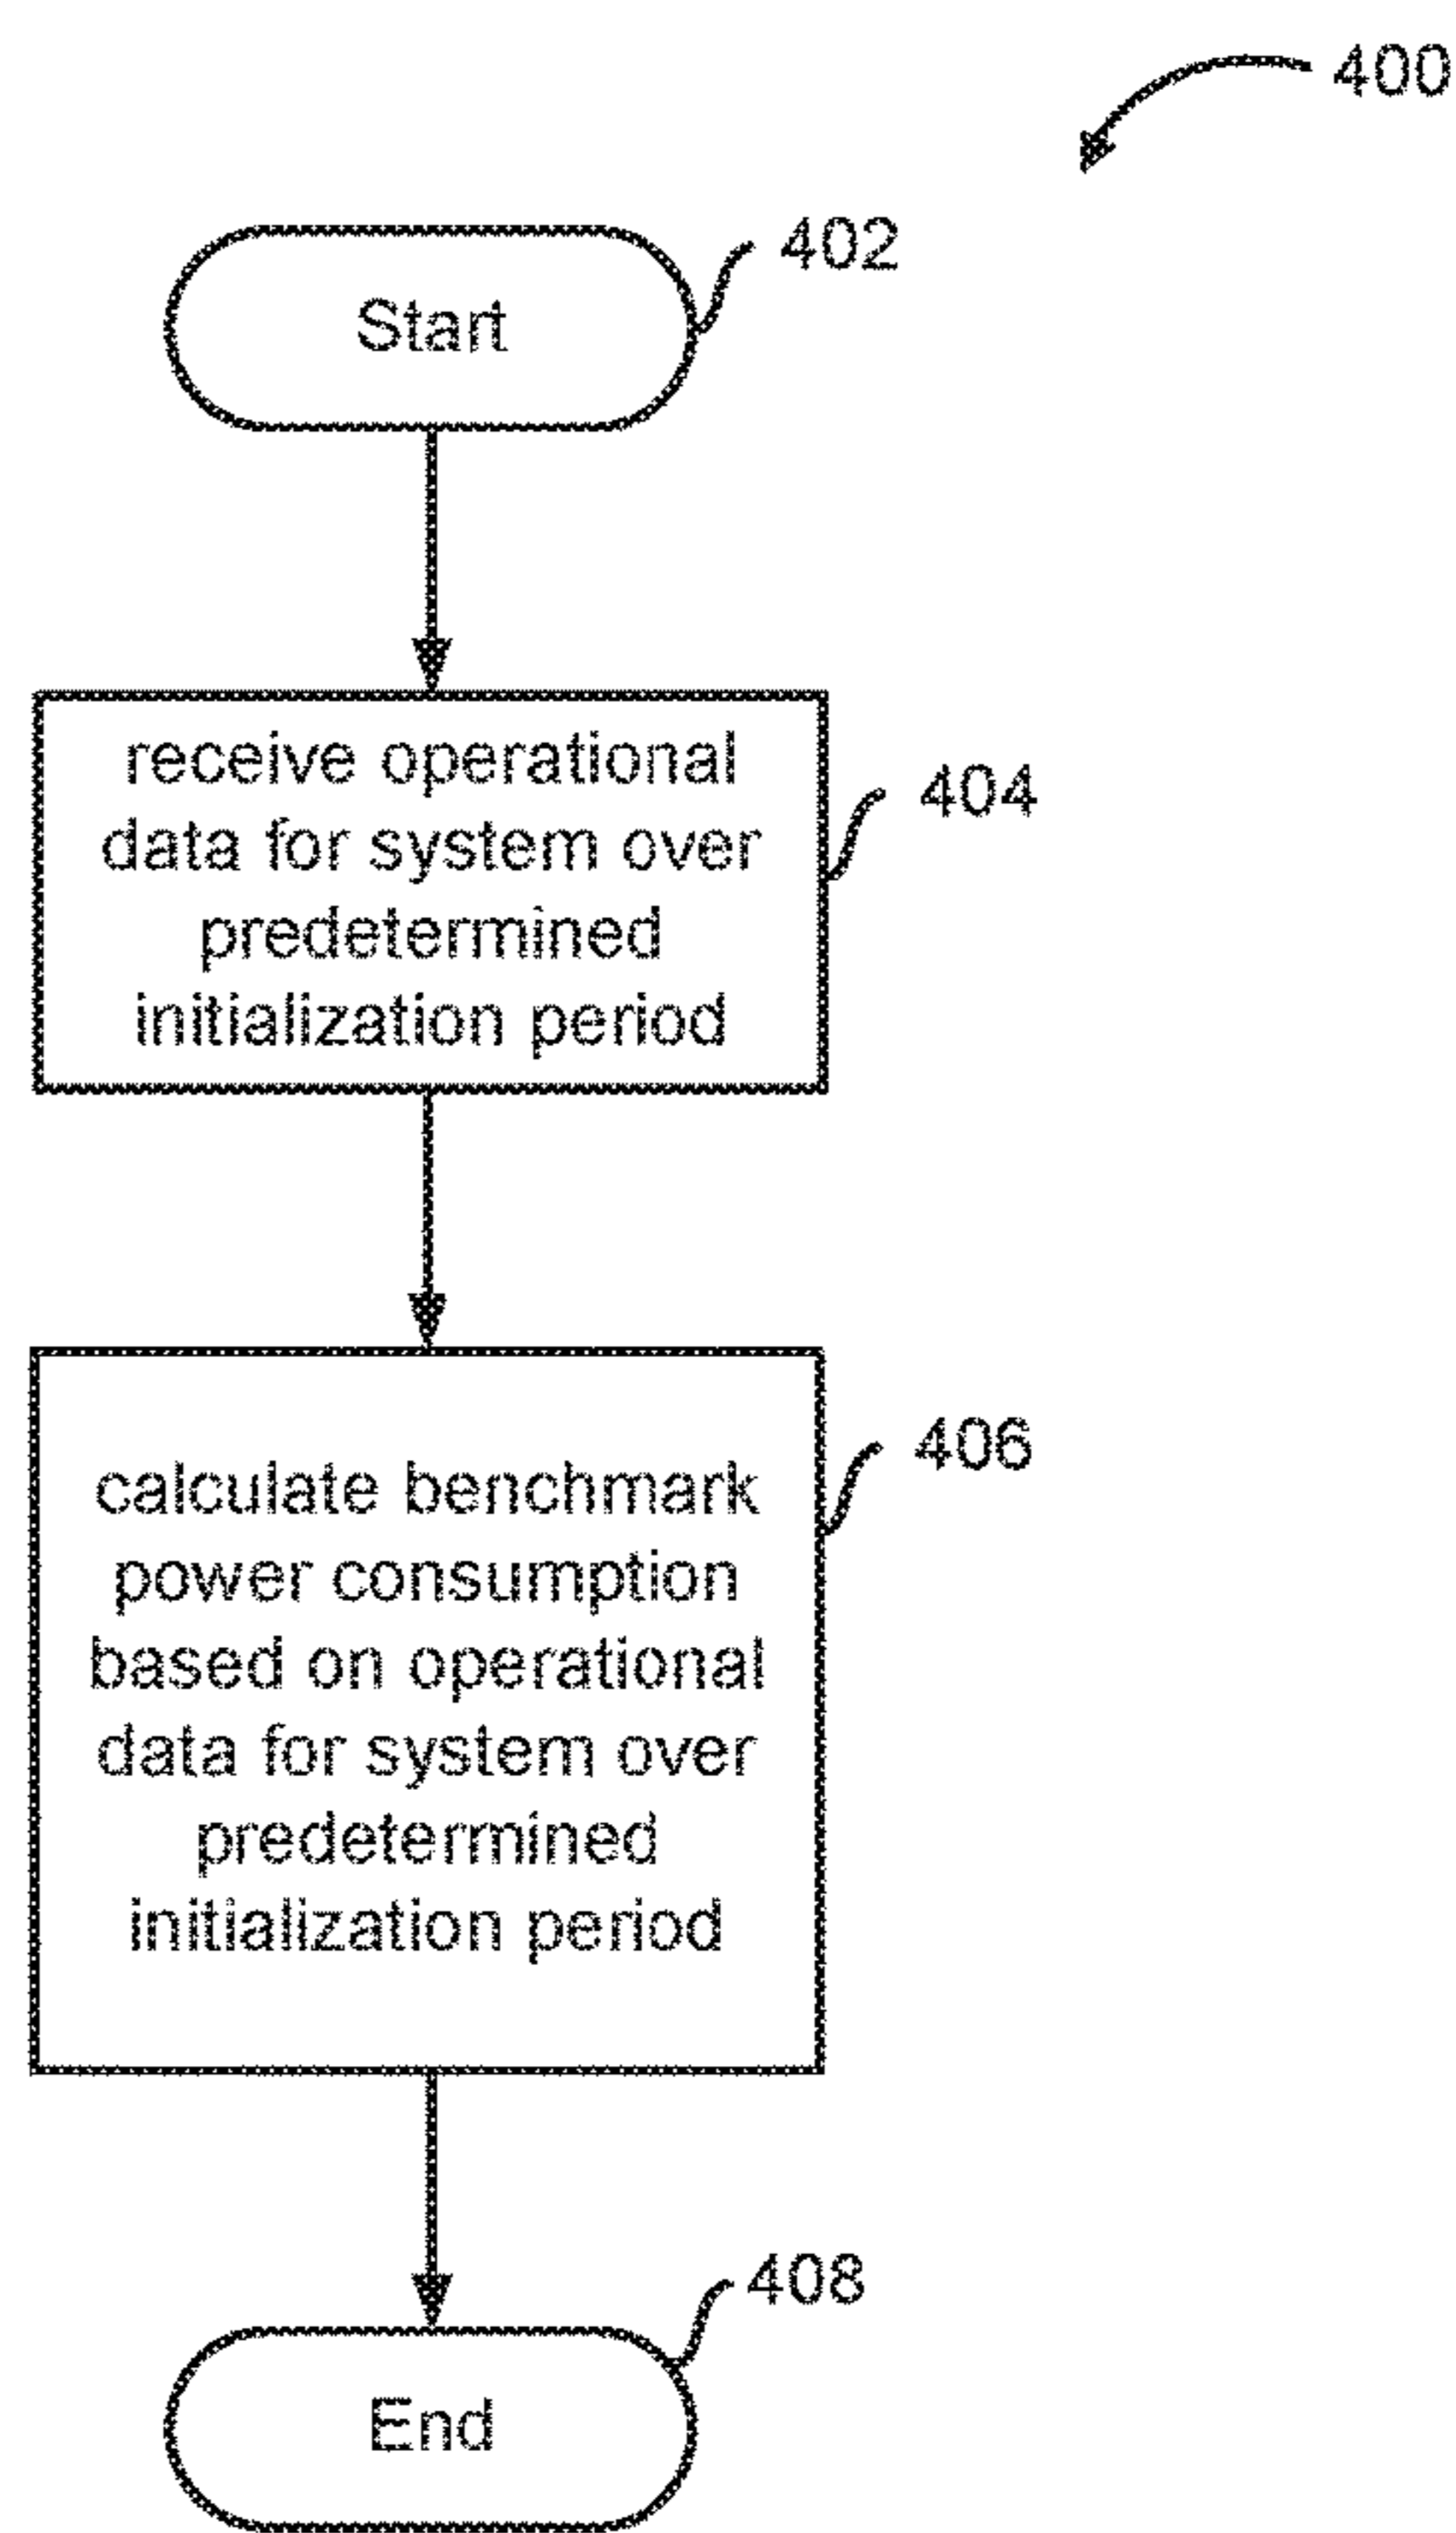 400
402
Start
receive operational
404
data for system over
predetermined
initialization period
406
calculate benchmark
power consumption
based on operational
data for system over
predetermined
initialization period
408
End